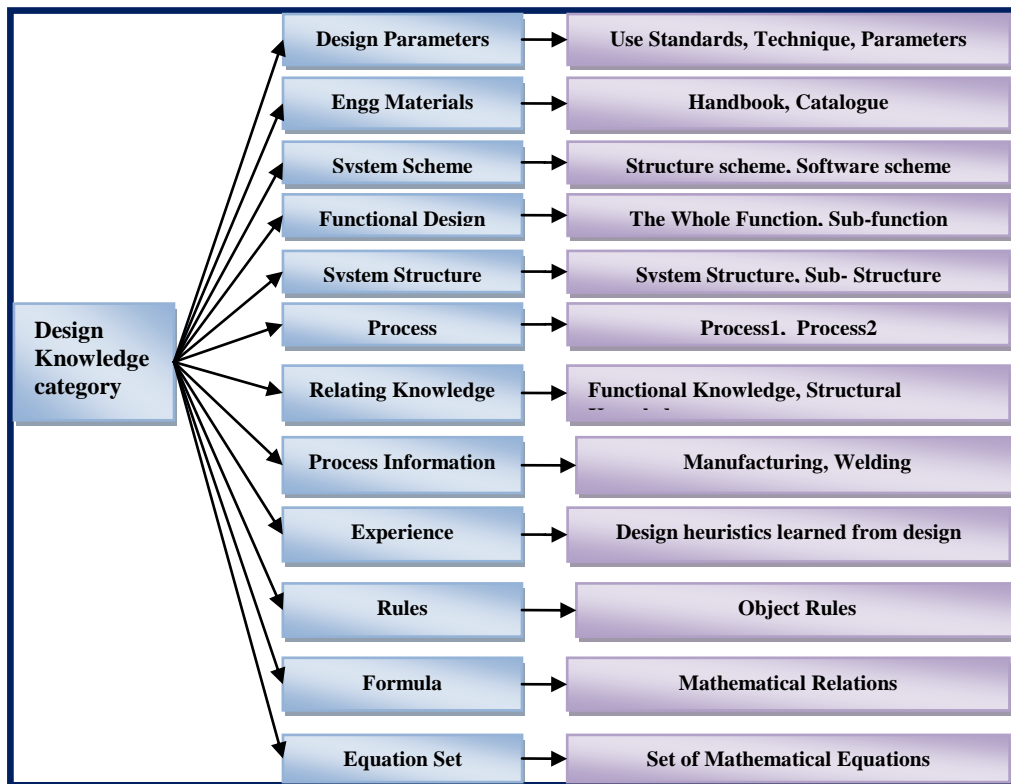 Design Parameters
Use Standards, Technique, Parameters
Engg Materials
Handbook, Catalogue
System Scheme
Structure scheme. Software scheme
Functional Design
The Whole Function. Sub-function
System Structure
System Structure, Sub- Structure
Design
Knowledge
category
Process
Process1. Process2
Relating Knowledge
Functional Knowledge, Structural
Process Information
Manufacturing, Welding
Experience
Design heuristics learned from design
Rules
Object Rules
Formula
Mathematical Relations
Equation Set
Set of Mathematical Equations